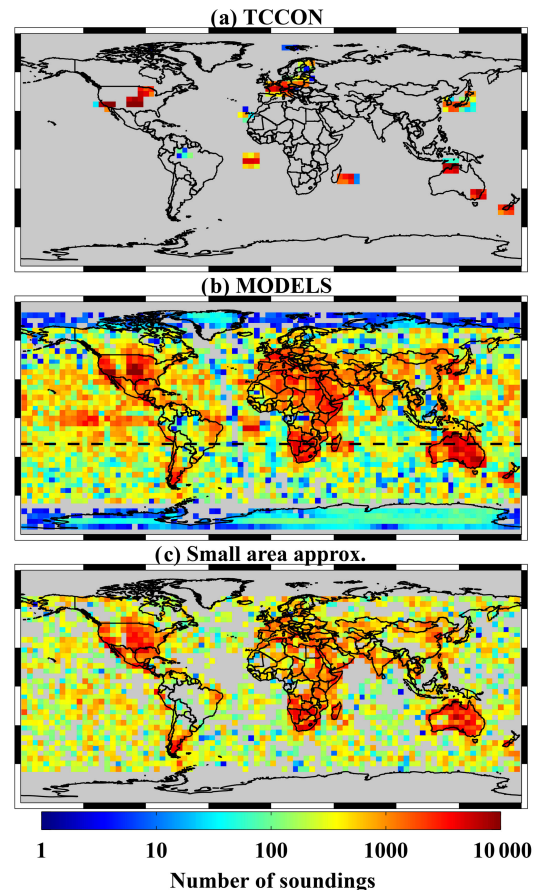 (a) TCCON
(b) MODELS
(c) Small area approx.
1 10 100 1000 10 000
Number of soundings